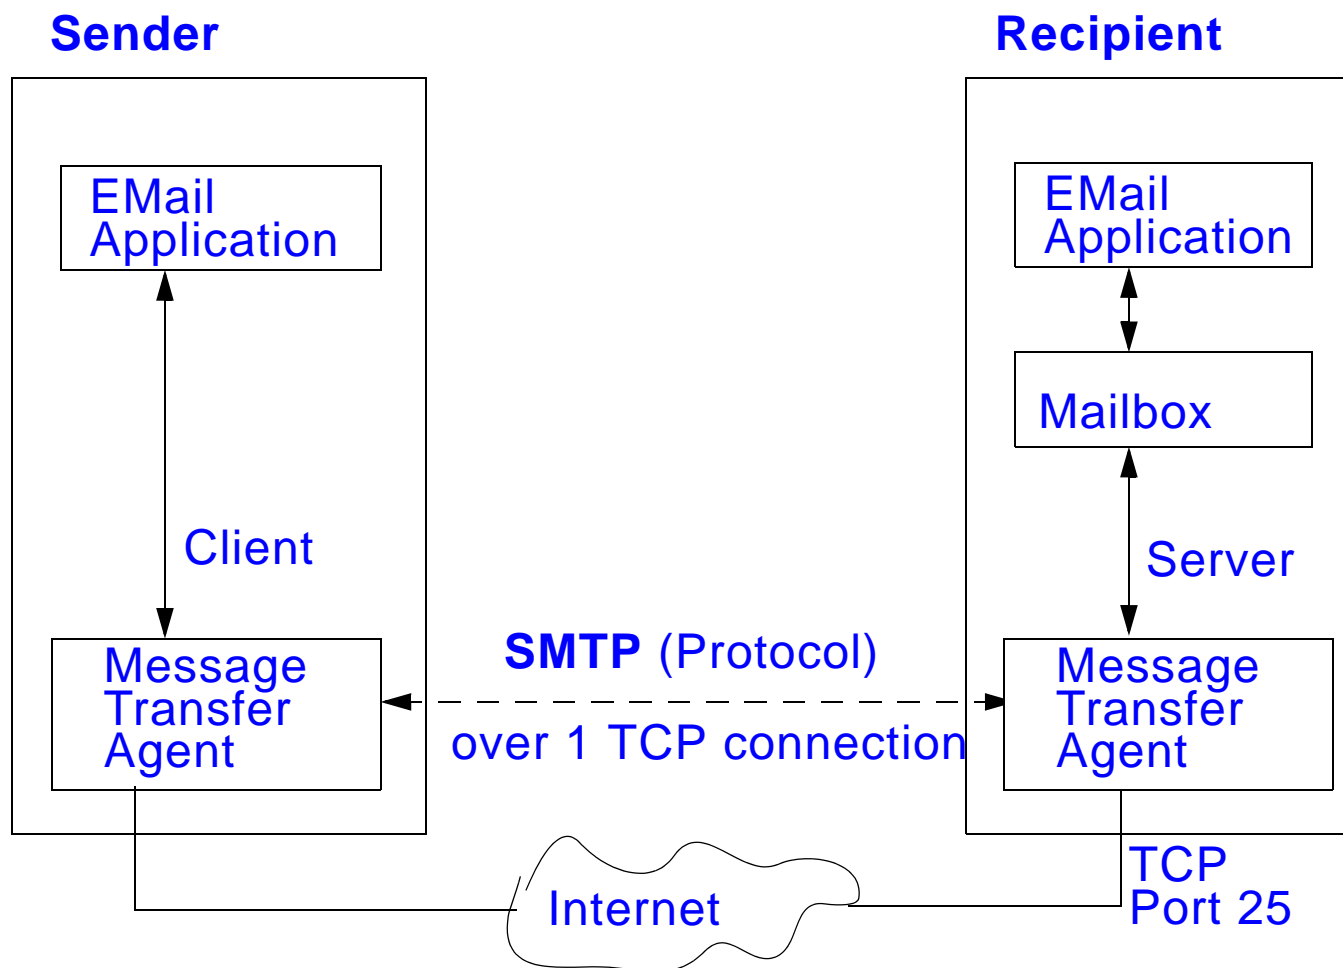 Sender
Recipient
EMail
Application
EMail
Application
Mailbox
Client
Server
Message
Transfer
Agent
SMTP (Protocol)
over 1 TCP connection
Message
Transfer
Agent
Internet
TCP
Port 25